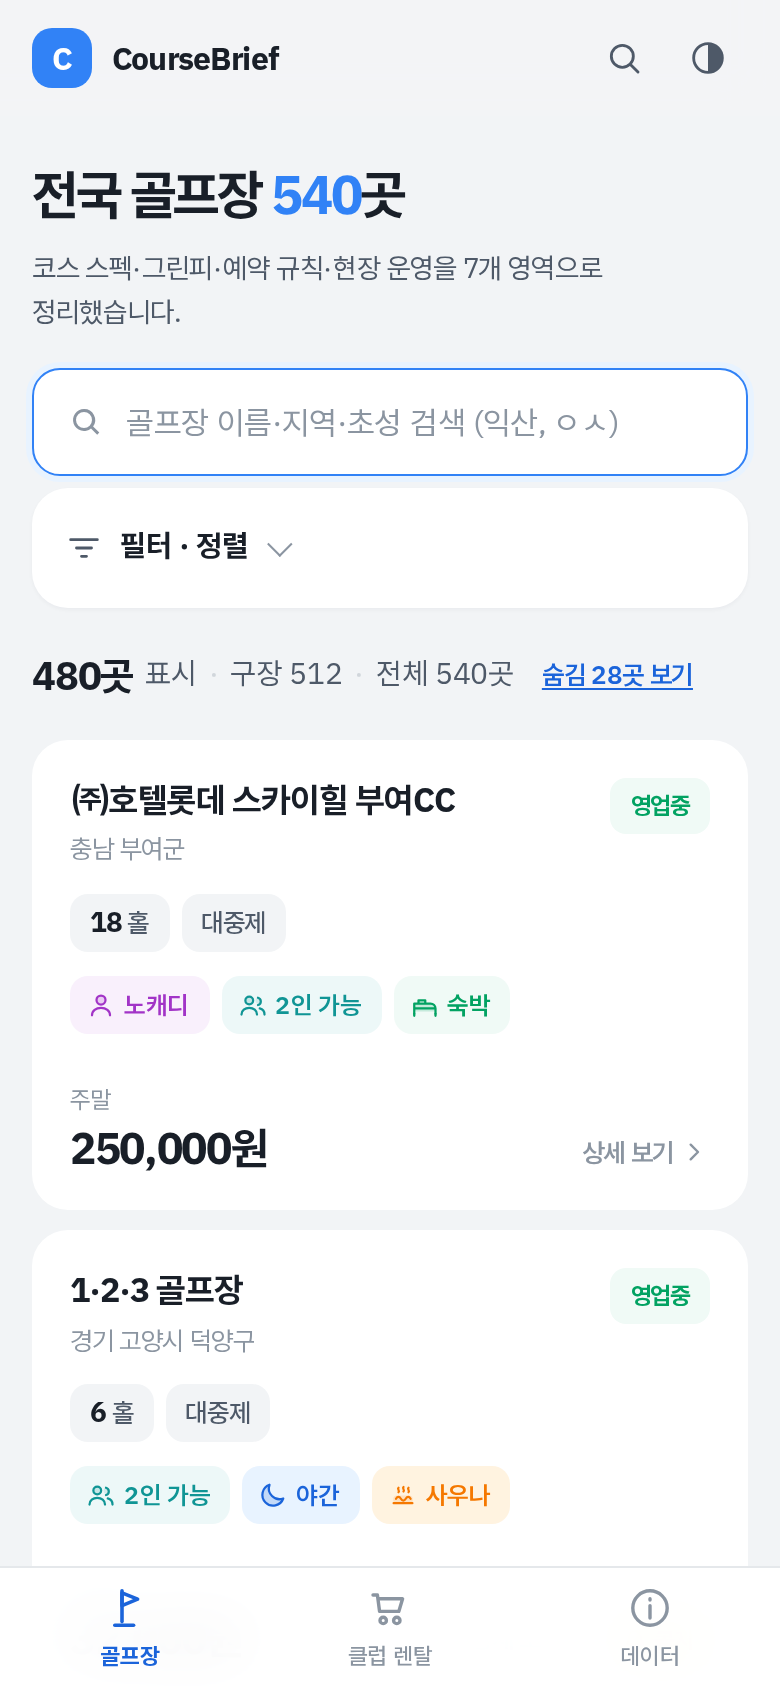 C CourseBrief
전국 골프장 540곳
코스 스펙·그린피·예약 규칙·현장 운영을 7개 영역으로
정리했습니다.
골프장 이름·지역·초성 검색 (익산, ㅇㅅ)
필터 · 정렬
480곳 표시 · 구장 512 · 전체 540곳 숨김 28곳 보기
㈜호텔롯데 스카이힐 부여CC 영업중
충남 부여군
18 홀 대중제
노캐디 2인 가능 숙박
주말
250,000원 상세 보기
1·2·3 골프장 영업중
경기 고양시 덕양구
6 홀 대중제
2인 가능 야간 사우나
골프장 클럽 렌탈 데이터